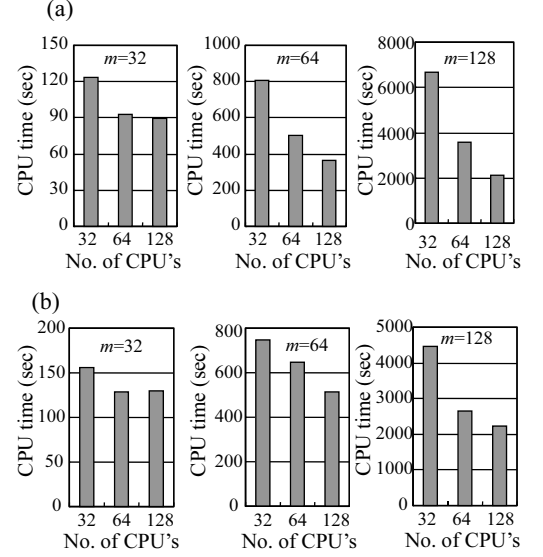 (a)
CPU time (sec)
150
120
90
60
30
0
m=32
32 64 128
No. of CPU's
CPU time (sec)
1000
800
600
400
200
0
m=64
32 64 128
No. of CPU's
CPU time (sec)
8000
6000
4000
2000
0
m=128
32 64 128
No. of CPU's
(b)
CPU time (sec)
200
150
100
50
0
m=32
32 64 128
No. of CPU's
CPU time (sec)
800
600
400
200
0
m=64
32 64 128
No. of CPU's
CPU time (sec)
5000
4000
3000
2000
1000
0
m=128
32 64 128
No. of CPU's